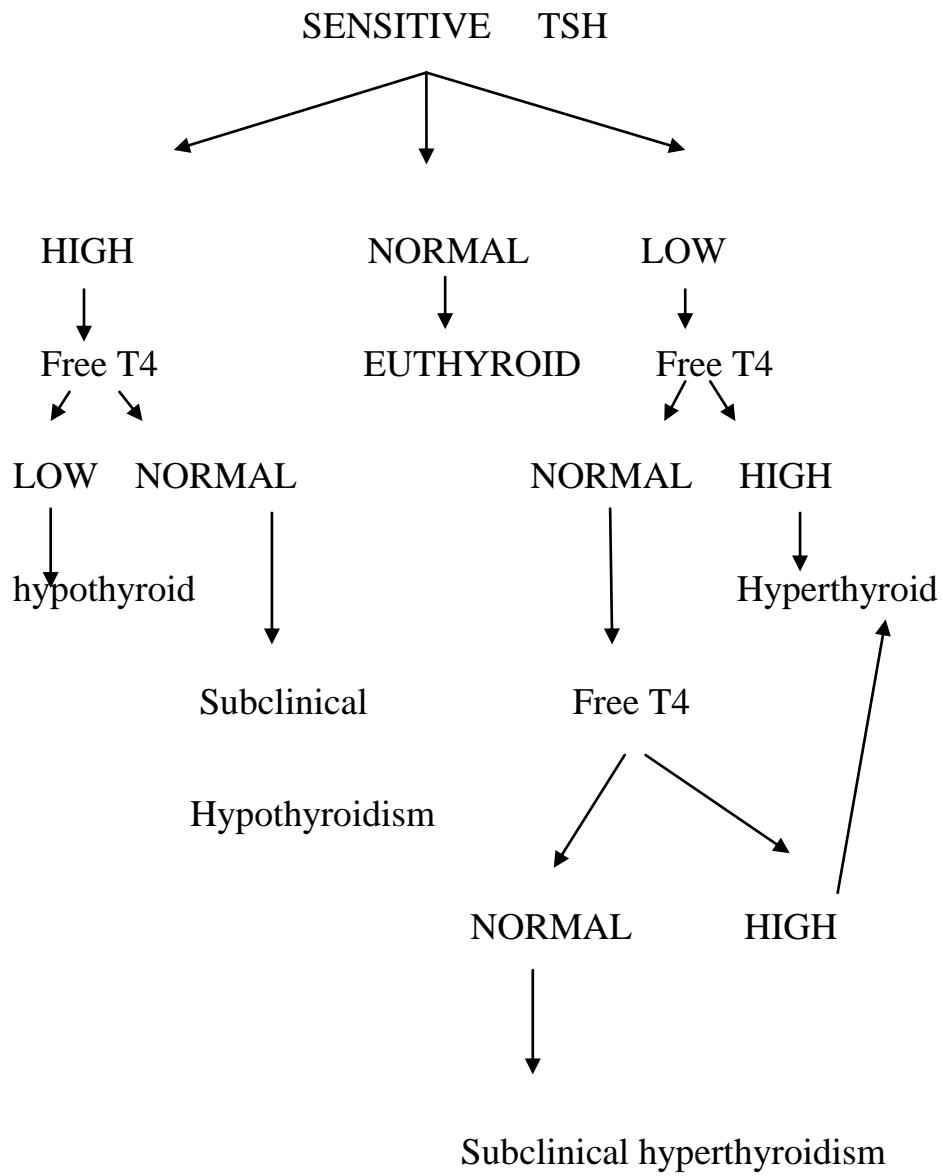 SENSITIVE TSH
HIGH NORMAL LOW
Free T4 EUTHYROID Free T4
LOW NORMAL NORMAL HIGH
hypothyroid Hyperthyroid
Subclinical Free T4
Hypothyroidism
NORMAL HIGH
Subclinical hyperthyroidism